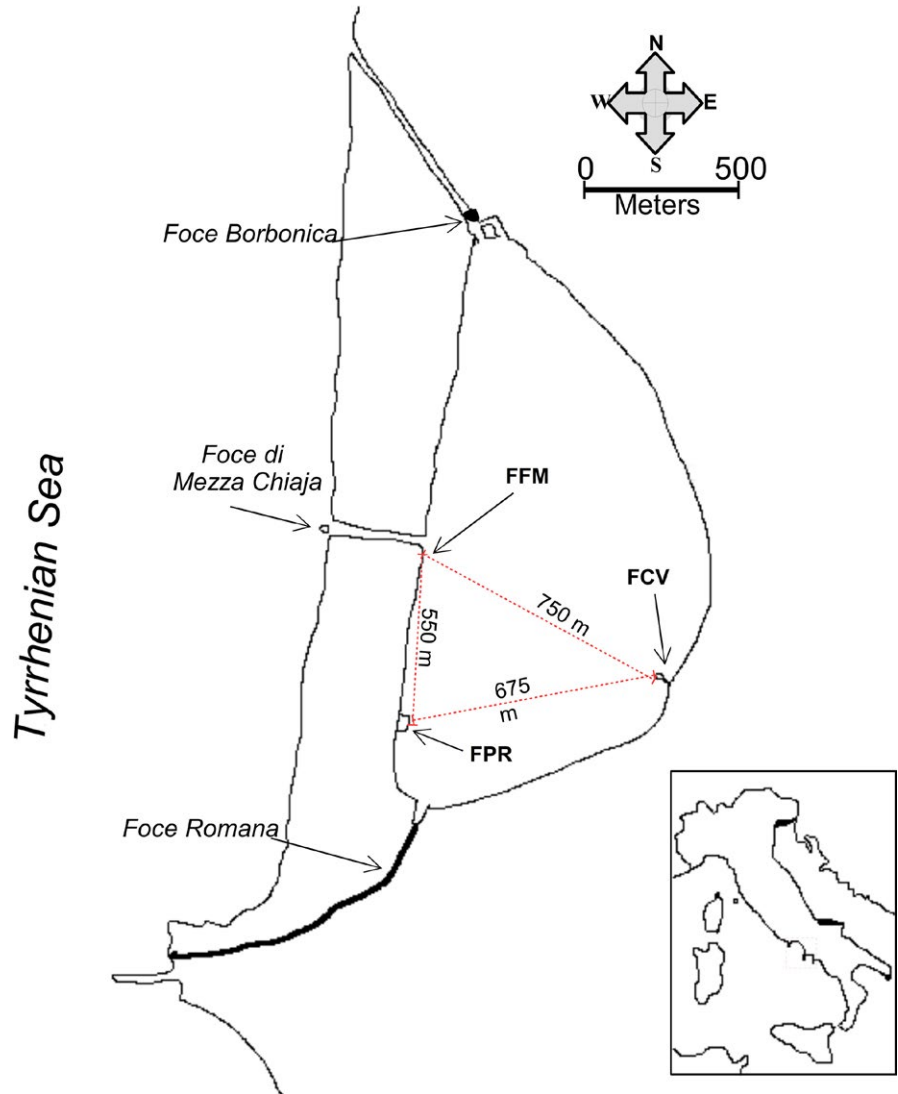 N
W E
S
0 500
Meters
Foce Borbonica
Foce di
Mezza Chiaja
FFM
FCV
750 m
550 m
675
m
FPR
Foce Romana
Tyrrhenian Sea